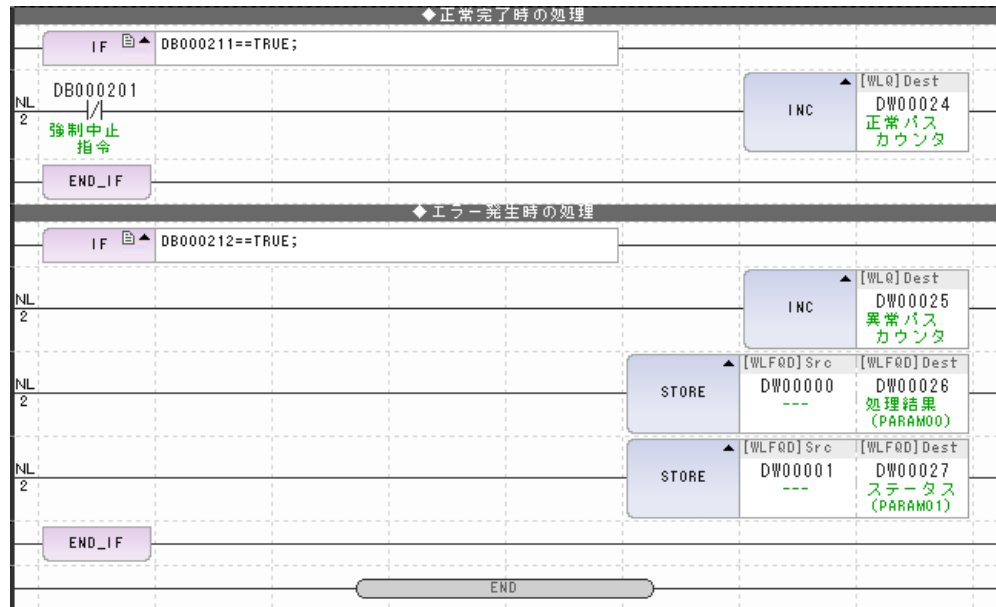 ◆正常完了時の処理
IF DB000211==TRUE;
DB000201
[WLQ]Dest
NL
2
強制中止
指令
INC
DW00024
正常パス
カウンタ
END_IF
◆エラー発生時の処理
IF DB000212==TRUE;
[WLQ]Dest
NL
2
INC
DW00025
異常パス
カウンタ
[WLFQD]Src [WLFQD]Dest
NL
2
STORE
DW00000
---
DW00026
処理結果
(PARAM00)
[WLFQD]Src [WLFQD]Dest
NL
2
STORE
DW00001
---
DW00027
ステータス
(PARAM01)
END_IF
END